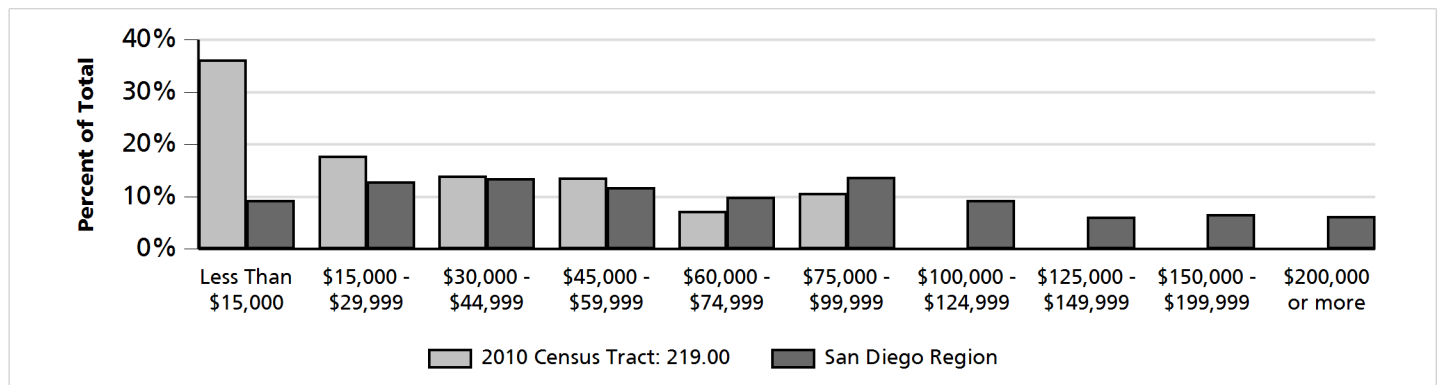 Percent of Total
40%
30%
20%
10%
0%
Less Than $15,000 - $30,000 - $45,000 - $60,000 - $75,000 - $100,000 - $125,000 - $150,000 - $200,000
$15,000 $29,999 $44,999 $59,999 $74,999 $99,999 $124,999 $149,999 $199,999 or more
2010 Census Tract: 219.00 San Diego Region